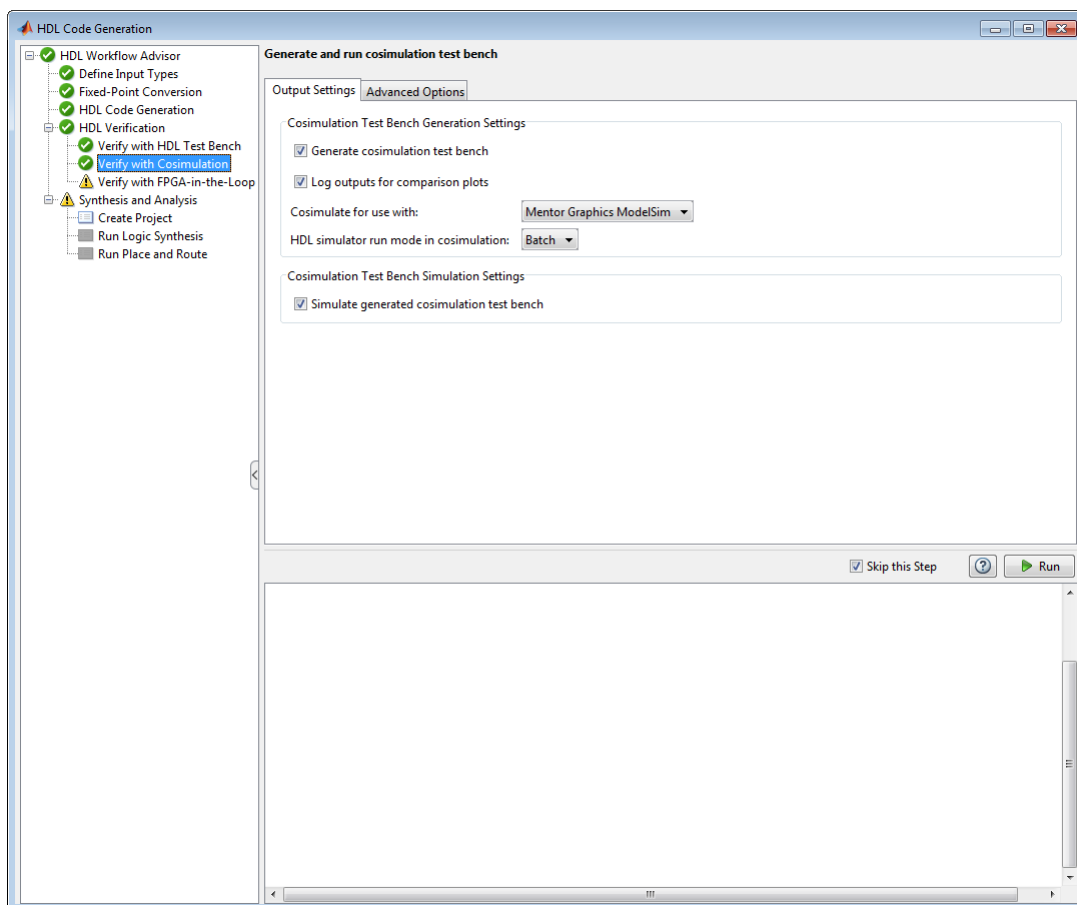 HDL Code Generation
HDL Workflow Advisor
Define Input Types
Fixed-Point Conversion
HDL Code Generation
HDL Verification
Verify with HDL Test Bench
Verify with Cosimulation
Verify with FPGA-in-the-Loop
Synthesis and Analysis
Create Project
Run Logic Synthesis
Run Place and Route
Generate and run cosimulation test bench
Output Settings
Advanced Options
Cosimulation Test Bench Generation Settings
Generate cosimulation test bench
Log outputs for comparison plots
Cosimulate for use with: Mentor Graphics ModelSim
HDL simulator run mode in cosimulation: Batch
Cosimulation Test Bench Simulation Settings
Simulate generated cosimulation test bench
Skip this Step
Run